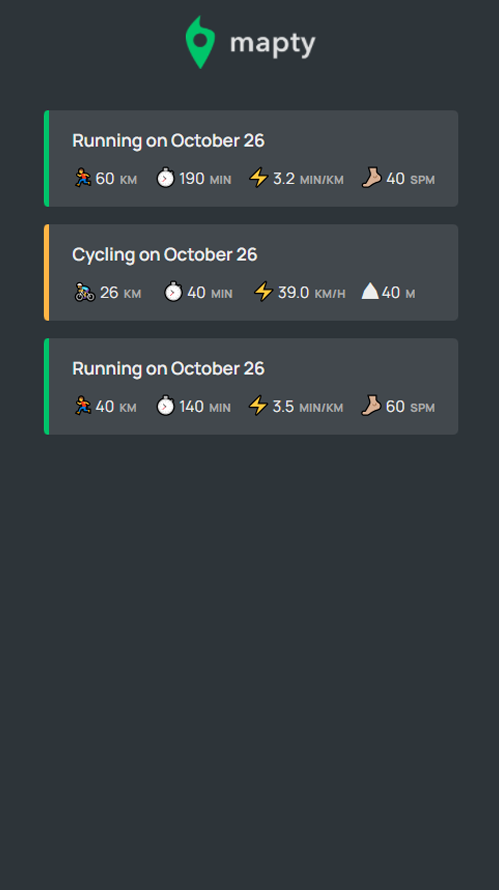 mapty
Running on October 26
60 KM 190 MIN 3.2 MIN/KM 40 SPM
Cycling on October 26
26 KM 40 MIN 39.0 KM/H 40 M
Running on October 26
40 KM 140 MIN 3.5 MIN/KM 60 SPM